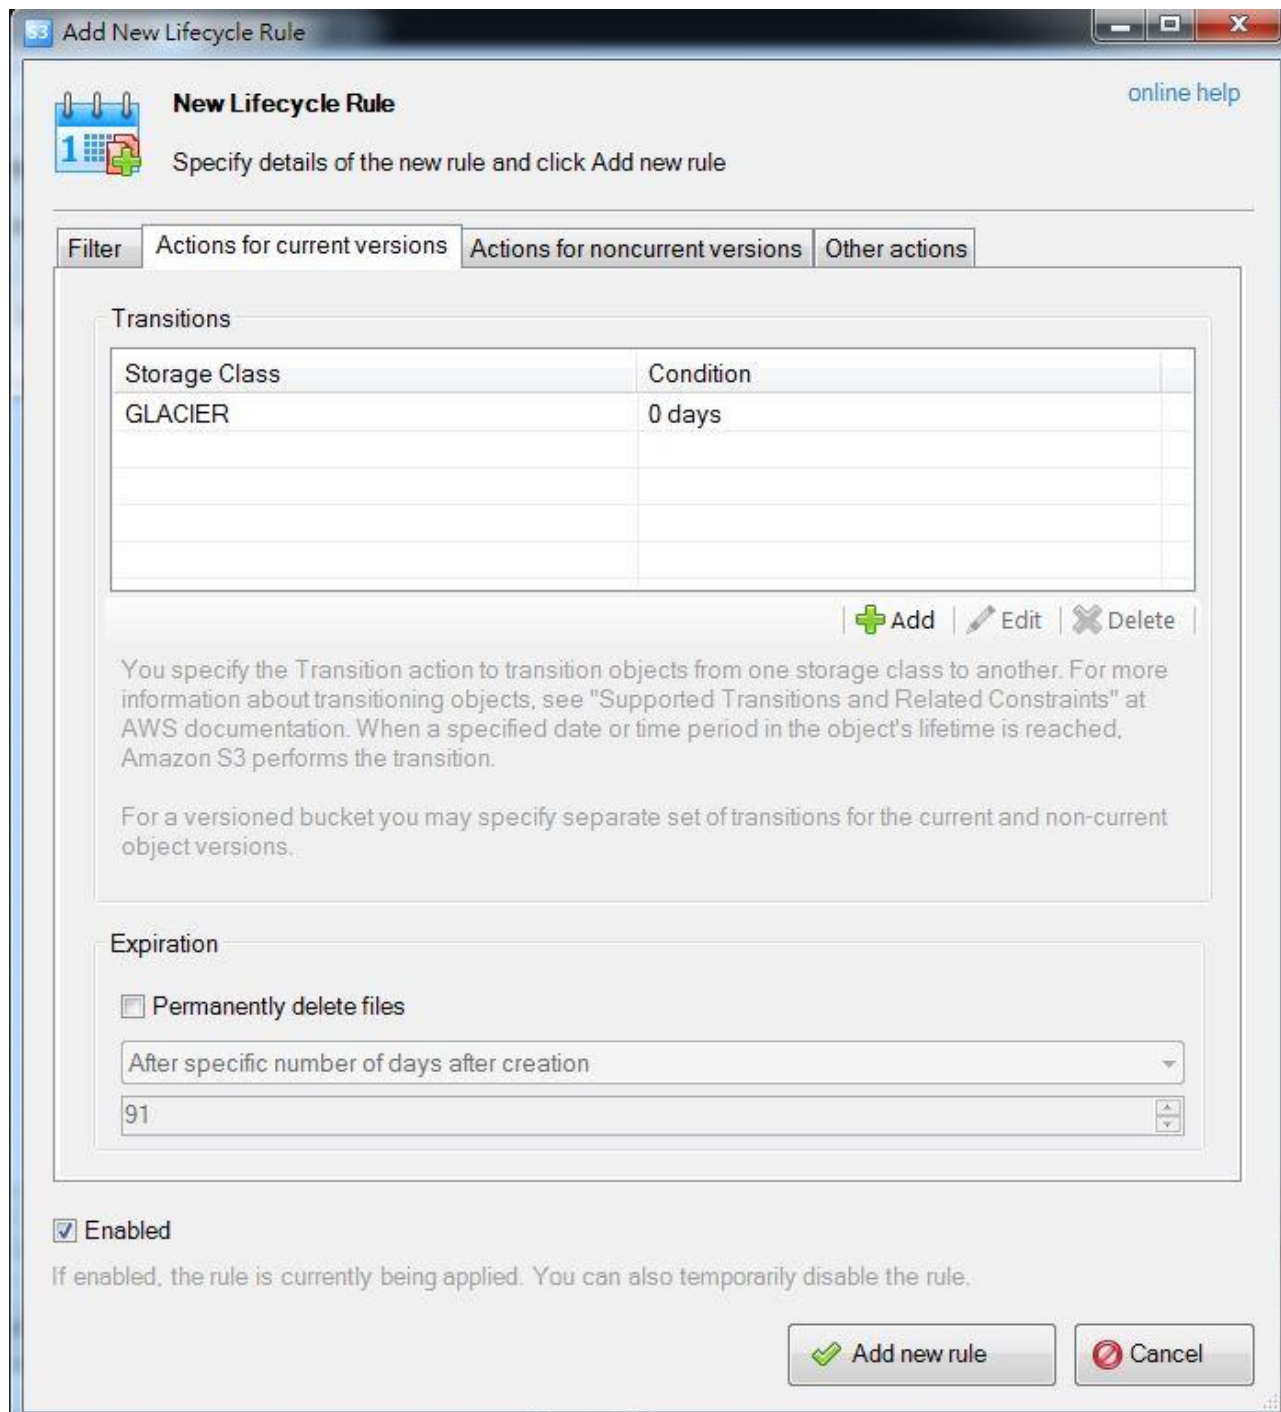 S3 Add New Lifecycle Rule
New Lifecycle Rule
online help
Specify details of the new rule and click Add new rule
1
Filter
Actions for current versions
Actions for noncurrent versions
Other actions
Transitions
Storage Class
Condition
GLACIER
0 days
Add
Edit
Delete
You specify the Transition action to transition objects from one storage class to another. For more
information about transitioning objects, see "Supported Transitions and Related Constraints" at
AWS documentation. When a specified date or time period in the object's lifetime is reached,
Amazon S3 performs the transition.
For a versioned bucket you may specify separate set of transitions for the current and non-current
object versions.
Expiration
Permanently delete files
After specific number of days after creation
91
Enabled
If enabled, the rule is currently being applied. You can also temporarily disable the rule.
Add new rule
Cancel